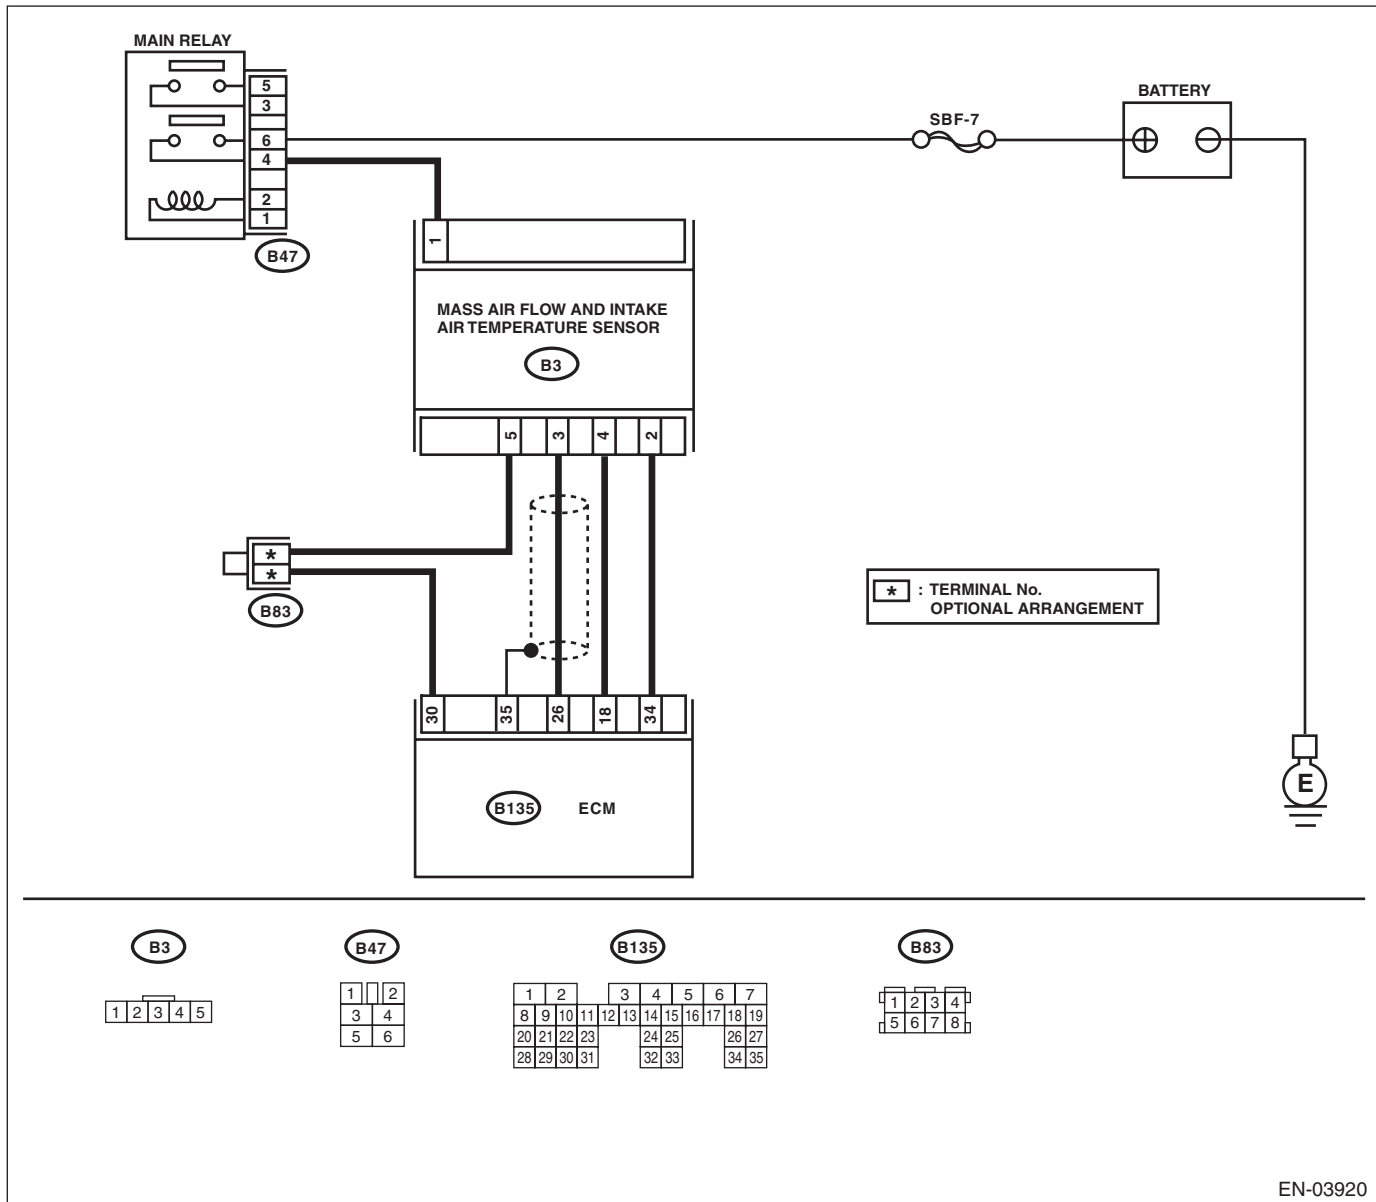 MAIN RELAY
5
3
6
4
2
1
B47
SBF-7
BATTERY
1
MASS AIR FLOW AND INTAKE
AIR TEMPERATURE SENSOR
B3
5 3 4 2
*
*
B83
* : TERMINAL No.
OPTIONAL ARRANGEMENT
30 35 26 18 34
B135 ECM
E
B3 B47 B135 B83
1 2 3 4 5
1 2
3 4
5 6
1 2 3 4 5 6 7
8 9 10 11 12 13 14 15 16 17 18 19
20 21 22 23 24 25 26 27
28 29 30 31 32 33 34 35
1 2 3 4
5 6 7 8
EN-03920